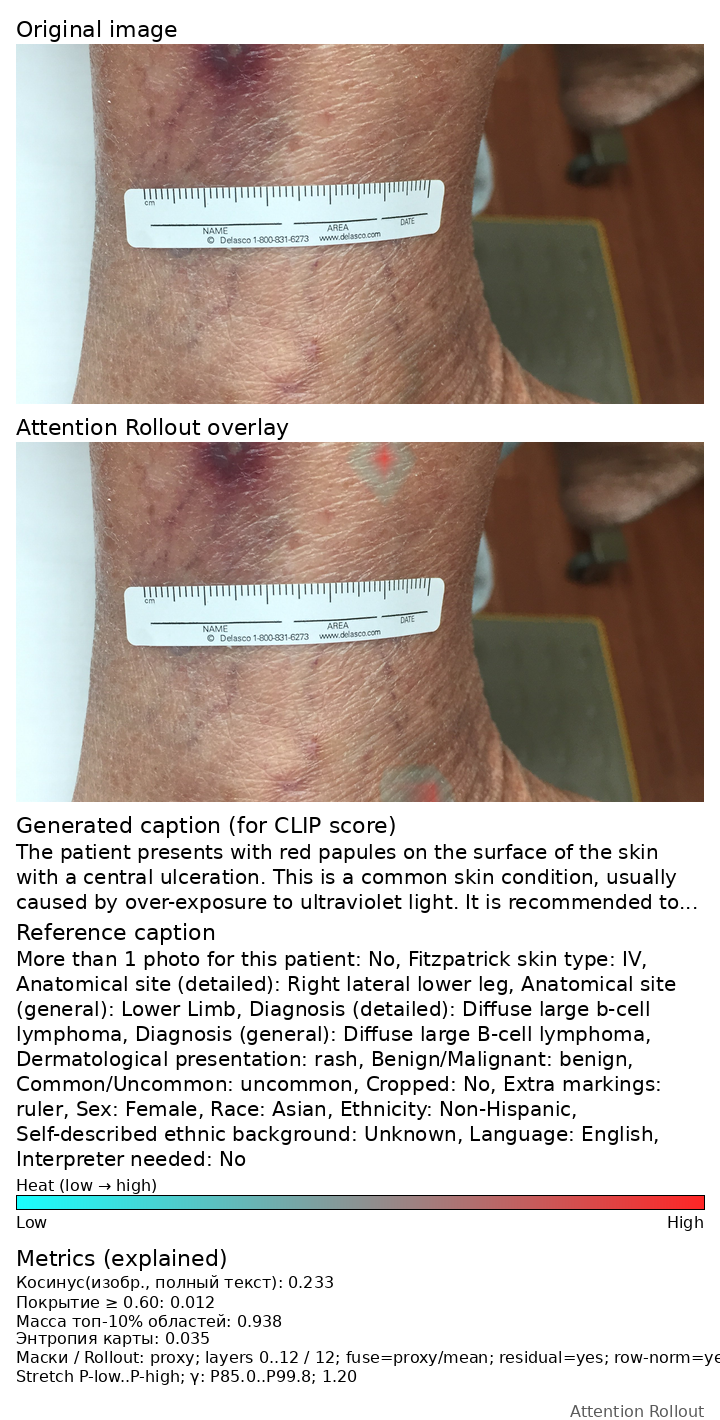 Original image
cm
NAME
AREA
DATE
© Delasco 1-800-831-6273 www.delasco.com
Attention Rollout overlay
cm
NAME
AREA
DATE
© Delasco 1-800-831-6273 www.delasco.com
Generated caption (for CLIP score)
The patient presents with red papules on the surface of the skin
with a central ulceration. This is a common skin condition, usually
caused by over-exposure to ultraviolet light. It is recommended to...
Reference caption
More than 1 photo for this patient: No, Fitzpatrick skin type: IV,
Anatomical site (detailed): Right lateral lower leg, Anatomical site
(general): Lower Limb, Diagnosis (detailed): Diffuse large b-cell
lymphoma, Diagnosis (general): Diffuse large B-cell lymphoma,
Dermatological presentation: rash, Benign/Malignant: benign,
Common/Uncommon: uncommon, Cropped: No, Extra markings:
ruler, Sex: Female, Race: Asian, Ethnicity: Non-Hispanic,
Self-described ethnic background: Unknown, Language: English,
Interpreter needed: No
Heat (low → high)
Low High
Metrics (explained)
Косинус(изобр., полный текст): 0.233
Покрытие ≥ 0.60: 0.012
Масса топ-10% областей: 0.938
Энтропия карты: 0.035
Маски / Rollout: proxy; layers 0..12 / 12; fuse=proxy/mean; residual=yes; row-norm=ye
Stretch P-low..P-high; γ: P85.0..P99.8; 1.20
Attention Rollout